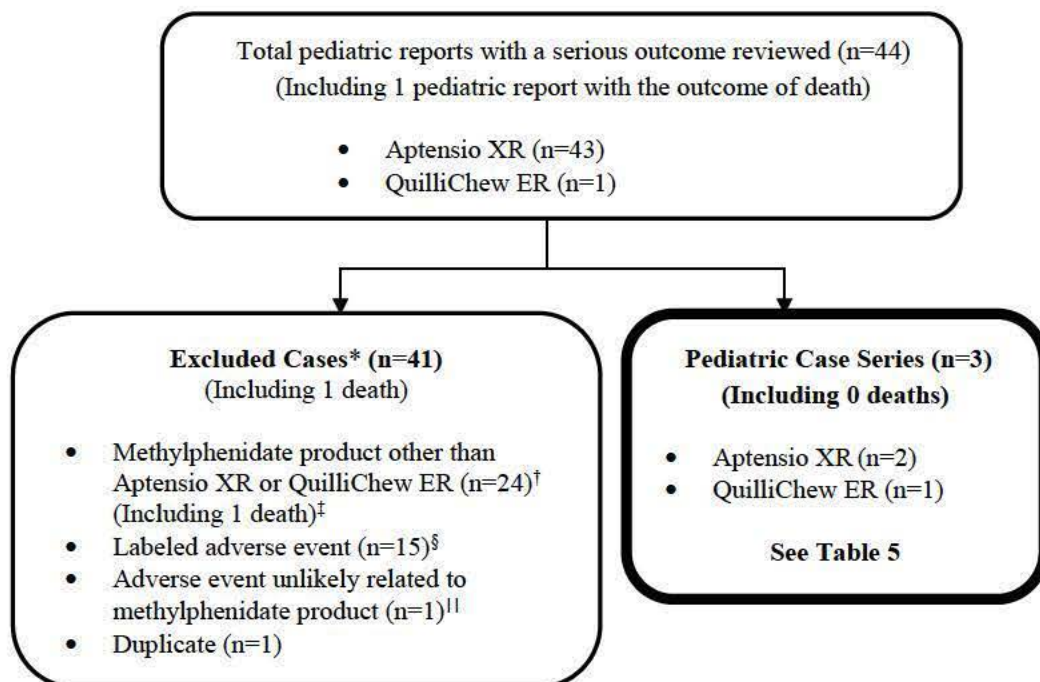 Total pediatric reports with a serious outcome reviewed (n=44)
(Including 1 pediatric report with the outcome of death)
• Aptensio XR (n=43)
• QuilliChew ER (n=1)
Excluded Cases* (n=41)
(Including 1 death)
• Methylphenidate product other than
Aptensio XR or QuilliChew ER (n=24)†
(Including 1 death)‡
• Labeled adverse event (n=15)§
• Adverse event unlikely related to
methylphenidate product (n=1)||
• Duplicate (n=1)
Pediatric Case Series (n=3)
(Including 0 deaths)
• Aptensio XR (n=2)
• QuilliChew ER (n=1)
See Table 5